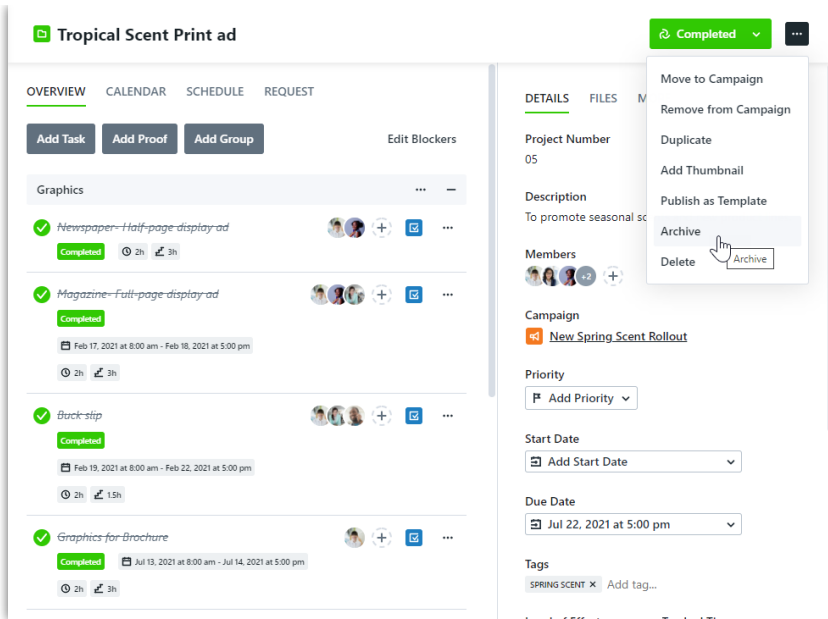 Tropical Scent Print ad
Completed
Move to Campaign
Remove from Campaign
Duplicate
Add Thumbnail
Publish as Template
Archive
Delete
Archive
OVERVIEW CALENDAR SCHEDULE REQUEST
Add Task Add Proof Add Group Edit Blockers
Graphics
Newspaper- Half-page display ad
Completed 2h 3h
Magazine- Full-page display ad
Completed
Feb 17, 2021 at 8:00 am - Feb 18, 2021 at 5:00 pm
2h 3h
Buck slip
Completed
Feb 19, 2021 at 8:00 am - Feb 22, 2021 at 5:00 pm
2h 1.5h
Graphics for Brochure
Completed Jul 13, 2021 at 8:00 am - Jul 14, 2021 at 5:00 pm
2h 3h
DETAILS FILES M
Project Number
05
Description
To promote seasonal sc
Members
+2
Campaign
New Spring Scent Rollout
Priority
Add Priority
Start Date
Add Start Date
Due Date
Jul 22, 2021 at 5:00 pm
Tags
SPRING SCENT × Add tag...